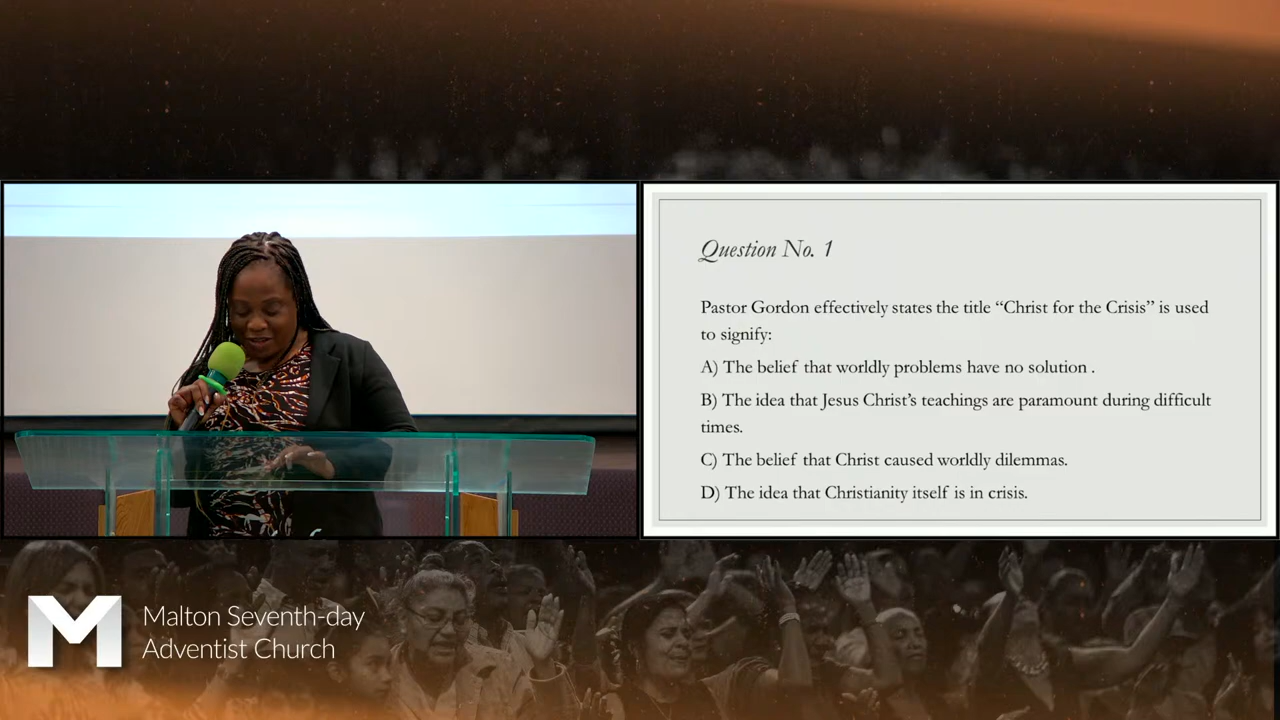 Question No. 1
Pastor Gordon effectively states the title “Christ for the Crisis” is used
to signify:
A) The belief that worldly problems have no solution .
B) The idea that Jesus Christ’s teachings are paramount during difficult
times.
C) The belief that Christ caused worldly dilemmas.
D) The idea that Christianity itself is in crisis.
M
Malton Seventh-day
Adventist Church